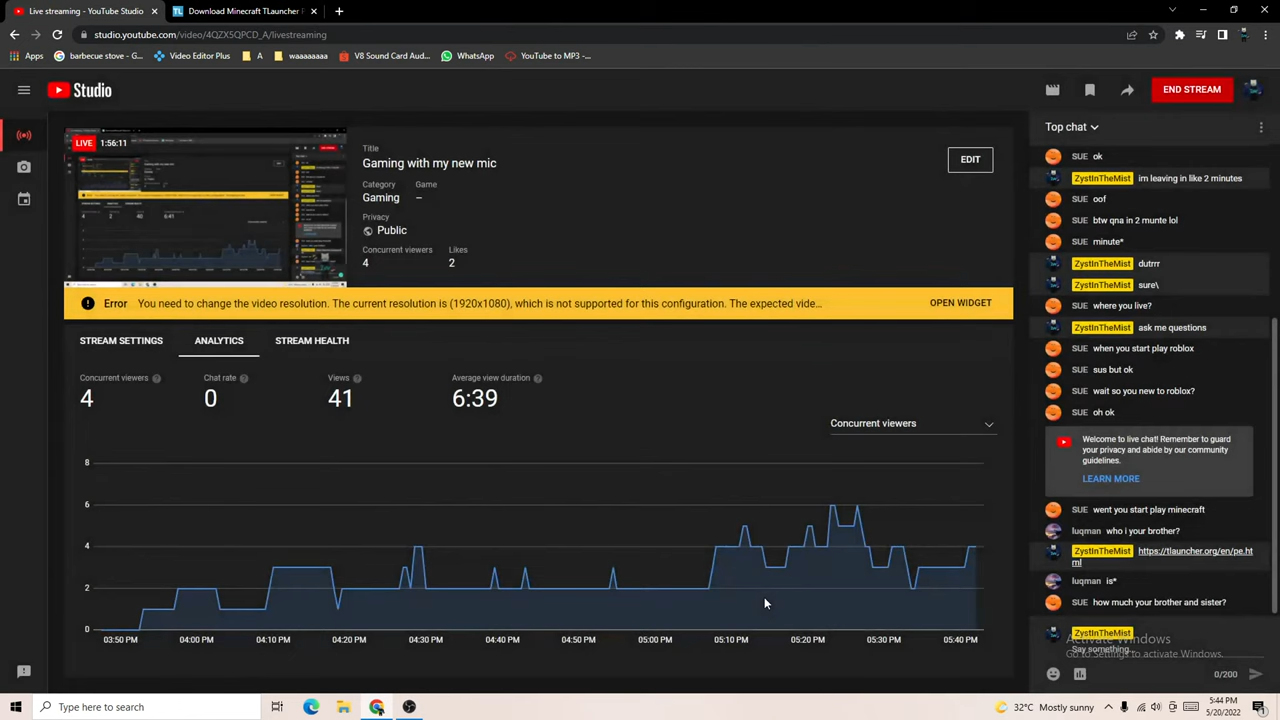 Live streaming - YouTube Studio
Download Minecraft TLauncher
studio.youtube.com/video/4QZX5QPCD_A/livestreaming
Apps
barbecue stove - G...
Video Editor Plus
A
waaaaaaa
V8 Sound Card Aud...
WhatsApp
YouTube to MP3 -...
Studio
END STREAM
LIVE 1:56:11
Title
Gaming with my new mic
Category Game
Gaming –
Privacy
Public
Concurrent viewers Likes
4 2
EDIT
Error You need to change the video resolution. The current resolution is (1920x1080), which is not supported for this configuration. The expected vide...
OPEN WIDGET
STREAM SETTINGS ANALYTICS STREAM HEALTH
Concurrent viewers Chat rate Views Average view duration
4 0 41 6:39
Concurrent viewers
8
6
4
2
0
03:50 PM 04:00 PM 04:10 PM 04:20 PM 04:30 PM 04:40 PM 04:50 PM 05:00 PM 05:10 PM 05:20 PM 05:30 PM 05:40 PM
Top chat
SUE ok
ZystInTheMist im leaving in like 2 minutes
SUE oof
SUE btw qna in 2 munte lol
SUE minute*
ZystInTheMist dutrrr
ZystInTheMist sure\
SUE where you live?
ZystInTheMist ask me questions
SUE when you start play roblox
SUE sus but ok
SUE wait so you new to roblox?
SUE oh ok
Welcome to live chat! Remember to guard
your privacy and abide by our community
guidelines.
LEARN MORE
SUE went you start play minecraft
luqman who i your brother?
ZystInTheMist https://tlauncher.org/en/pe.ht
ml
luqman is*
SUE how much your brother and sister?
ZystInTheMist
Say something...
0/200
Activate Windows
Go to Settings to activate Windows.
Type here to search
32°C Mostly sunny
5:44 PM
5/20/2022